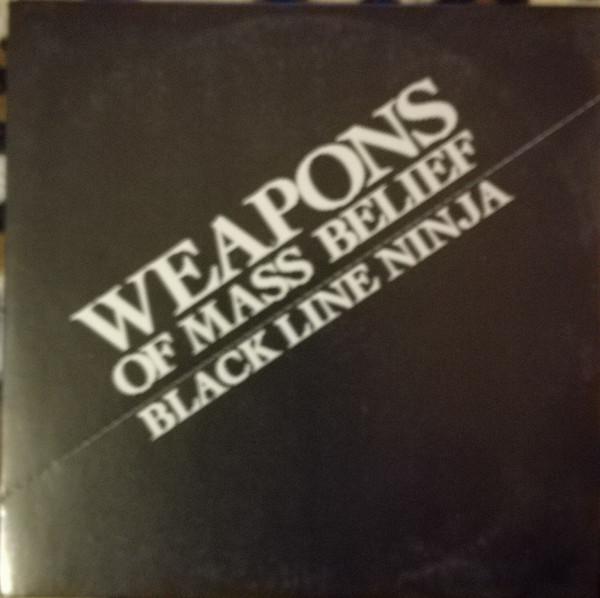 WEAPONS
OF MASS BELIEF
BLACK LINE NINJA